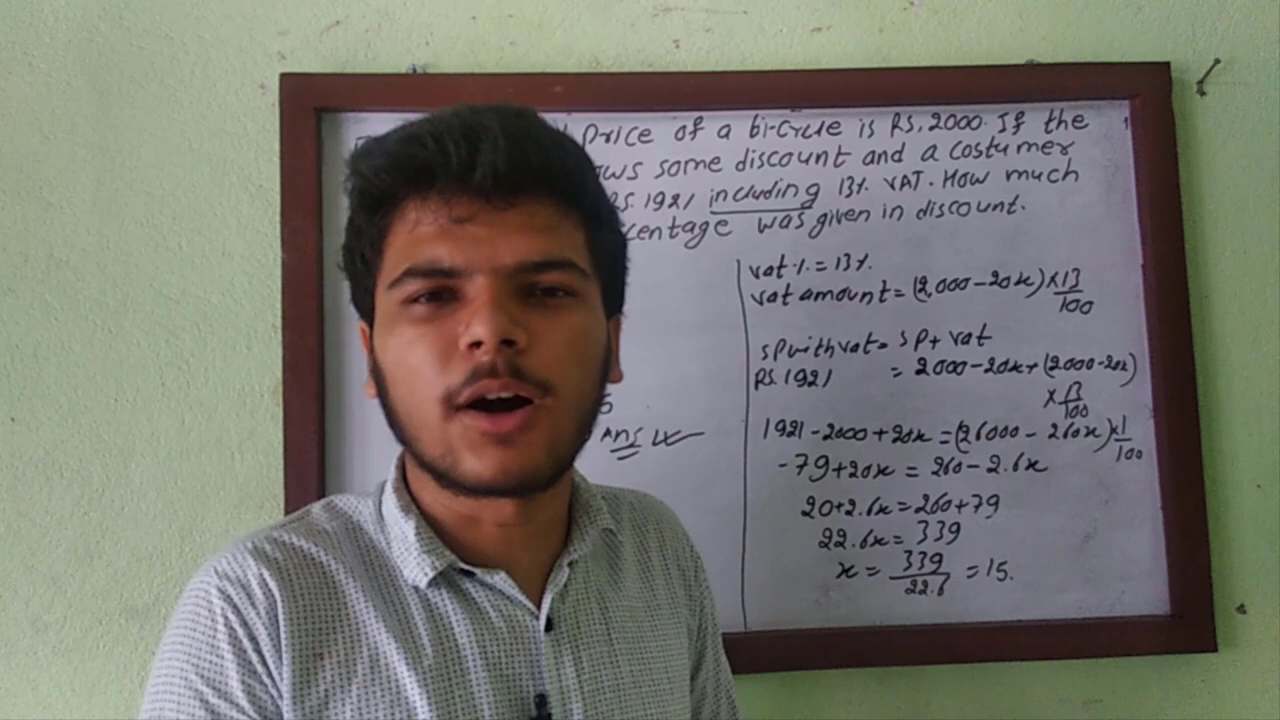 Price of a bi-cycle is RS. 2000. If the
ows some discount and a costumer
RS. 1921 including 13%. VAT. How much
centage was given in discount.
vat % = 13%.
vat amount = (2,000-20x) × 13/100
SP with vat = SP + vat
RS. 1921 = 2000-20x + (2000-20x)
× 13/100
1921 - 2000 + 20x = (26000 - 260x) × 1/100
-79 + 20x = 260 - 2.6x
20 + 2.6x = 260 + 79
22.6x = 339
x = 339/22.6 = 15.
Ans